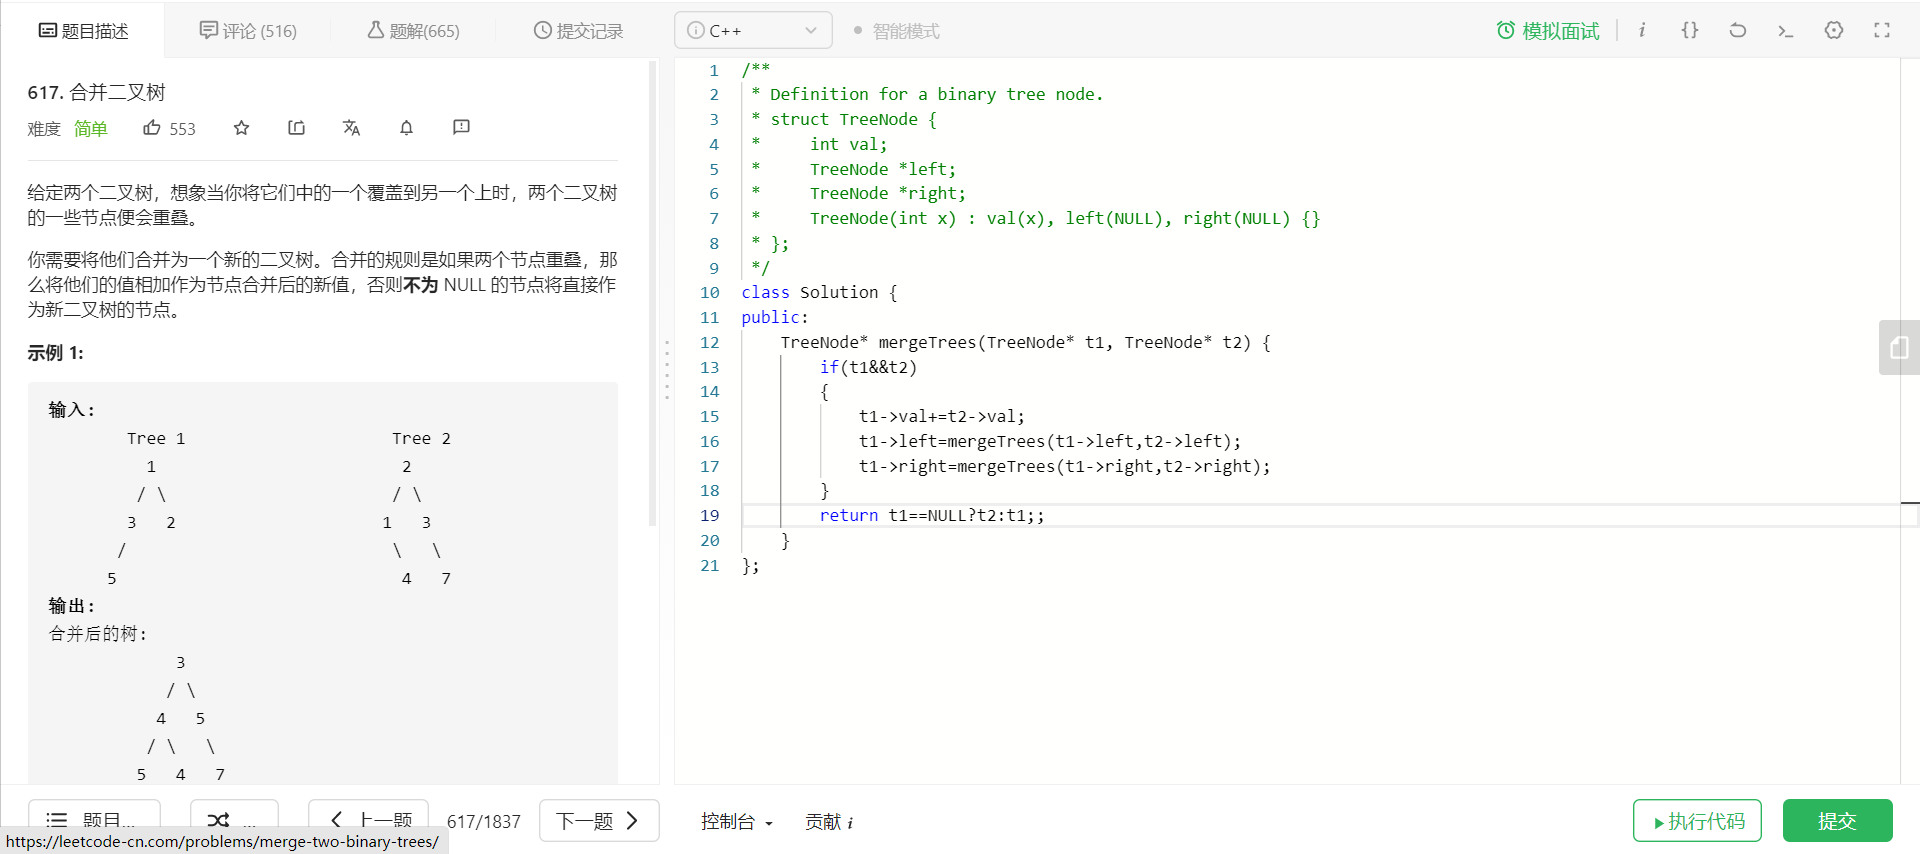 题目描述
评论 (516)
题解(665)
提交记录
C++
智能模式
模拟面试
i
{}
617. 合并二叉树
难度 简单 553
给定两个二叉树，想象当你将它们中的一个覆盖到另一个上时，两个二叉树
的一些节点便会重叠。
你需要将他们合并为一个新的二叉树。合并的规则是如果两个节点重叠，那
么将他们的值相加作为节点合并后的新值，否则不为 NULL 的节点将直接作
为新二叉树的节点。
示例 1:
输入:
Tree 1 Tree 2
1 2
/ \ / \
3 2 1 3
/ \ \
5 4 7
输出:
合并后的树:
3
/ \
4 5
/ \ \
5 4 7
1 /**
2 * Definition for a binary tree node.
3 * struct TreeNode {
4 * int val;
5 * TreeNode *left;
6 * TreeNode *right;
7 * TreeNode(int x) : val(x), left(NULL), right(NULL) {}
8 * };
9 */
10 class Solution {
11 public:
12 TreeNode* mergeTrees(TreeNode* t1, TreeNode* t2) {
13 if(t1&&t2)
14 {
15 t1->val+=t2->val;
16 t1->left=mergeTrees(t1->left,t2->left);
17 t1->right=mergeTrees(t1->right,t2->right);
18 }
19 return t1==NULL?t2:t1;;
20 }
21 };
题目...
...
上一题
617/1837
下一题
控制台
贡献 i
执行代码
提交
https://leetcode-cn.com/problems/merge-two-binary-trees/